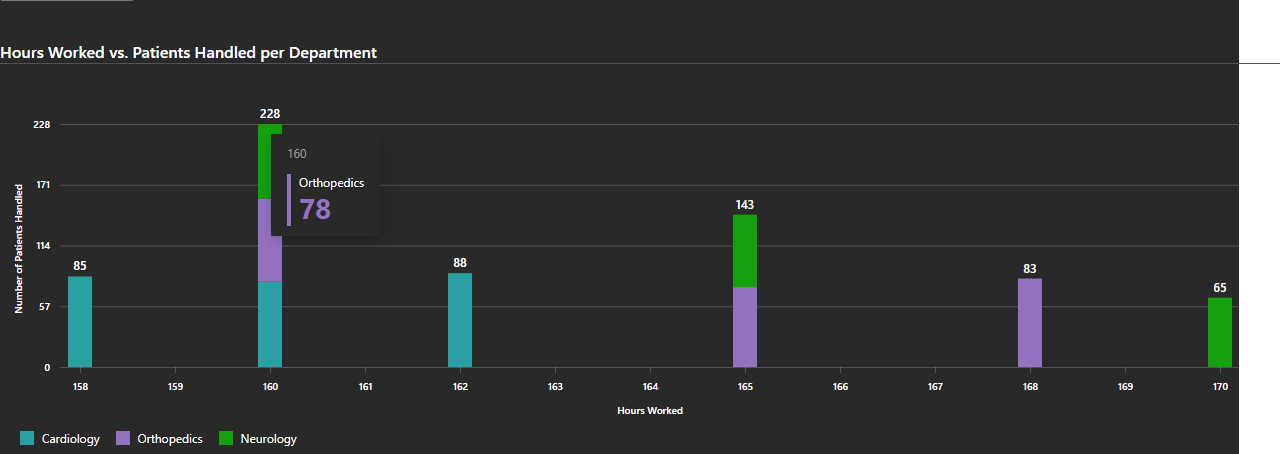 Hours Worked vs. Patients Handled per Department
228
228
160
Orthopedics
78
171
143
114
85
88
83
65
57
0
Number of Patients Handled
158 159 160 161 162 163 164 165 166 167 168 169 170
Hours Worked
Cardiology Orthopedics Neurology